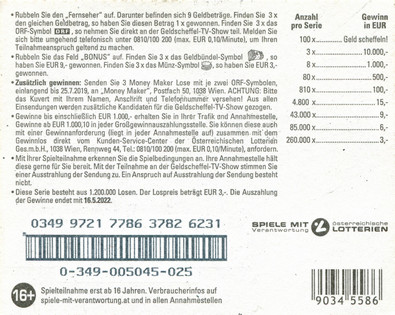 • Rubbeln Sie den „Fernseher" auf. Darunter befinden sich 9 Geldbeträge. Finden Sie 3 x
den gleichen Geldbetrag, so haben Sie diesen Betrag 1 x gewonnen. Finden Sie 3 x das
ORF-Symbol ORF, so nehmen Sie direkt an der Geldscheffel-TV-Show teil. Melden Sie
sich bitte umgehend telefonisch unter 0810/100 200 (max. EUR 0,10/Minute), um Ihren
Teilnahmeanspruch geltend zu machen.
• Rubbeln Sie das Feld „BONUS" auf. Finden Sie 3 x das Geldbündel-Symbol, so
haben Sie EUR 9,- gewonnen. Finden Sie 3 x das Münz-Symbol, so haben Sie EUR 3,-
gewonnen.
• Zusätzlich gewinnen: Senden Sie 3 Money Maker Lose mit je zwei ORF-Symbolen,
einlangend bis 25.7.2019, an „Money Maker", Postfach 50, 1038 Wien. ACHTUNG: Bitte
das Kuvert mit Ihrem Namen, Anschrift und Telefonnummer versehen! Aus allen
Einsendungen werden zusätzliche Kandidaten für die Geldscheffel-TV-Show gezogen.
• Gewinne bis einschließlich EUR 1.000,- erhalten Sie in Ihrer Trafik und Annahmestelle,
Gewinne ab EUR 10.000,- in jeder Großgewinnauszahlungsstelle. Sie können diese auch
mit einer Gewinnanforderung (liegt in jeder Annahmestelle auf) zusammen mit dem
Gewinnlos direkt vom Kunden-Service-Center der Österreichischen Lotterien
Ges.m.b.H., 1038 Wien, Rennweg 44, Tel.: 0810/100 200 (max. EUR 0,10/Min.), anfordern.
• Mit Ihrer Spielteilnahme erkennen Sie die Spielbedingungen an. Ihre Annahmestelle hält
diese gerne für Sie bereit. Mit der Teilnahme an der Geldscheffel-TV-Show stimmen Sie
einer Ausstrahlung der Sendung zu. Ein Anspruch auf Ausstrahlung der Sendung besteht
nicht.
• Diese Serie besteht aus 1.200.000 Losen. Der Lospreis beträgt EUR 3,-. Die Auszahlung
der Gewinne endet mit 16.5.2022.
Anzahl pro Serie Gewinn in EUR
100 x Geld scheffeln!
3 x 10.000,-
8 x 1.000,-
80 x 500,-
810 x 100,-
4.800 x 15,-
43.000 x 9,-
85.000 x 6,-
260.000 x 3,-
0349 9721 7786 3782 6231
0-349-005045-025
SPIELE MIT Verantwortung
österreichische LOTTERIEN
16+
Spielteilnahme erst ab 16 Jahren. Verbraucherinfos auf
spiele-mit-verantwortung.at und in allen Annahmestellen
9034 5586